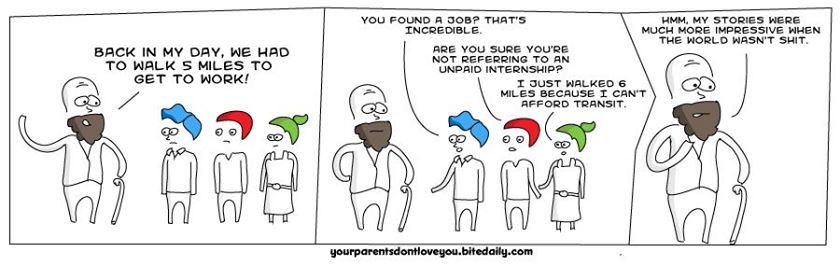 BACK IN MY DAY, WE HAD
TO WALK 5 MILES TO
GET TO WORK!
YOU FOUND A JOB? THAT'S
INCREDIBLE.
ARE YOU SURE YOU'RE
NOT REFERRING TO AN
UNPAID INTERNSHIP?
I JUST WALKED 6
MILES BECAUSE I CAN'T
AFFORD TRANSIT.
HMM, MY STORIES WERE
MUCH MORE IMPRESSIVE WHEN
THE WORLD WASN'T SHIT.
yourparentsdontloveyou.bitedaily.com